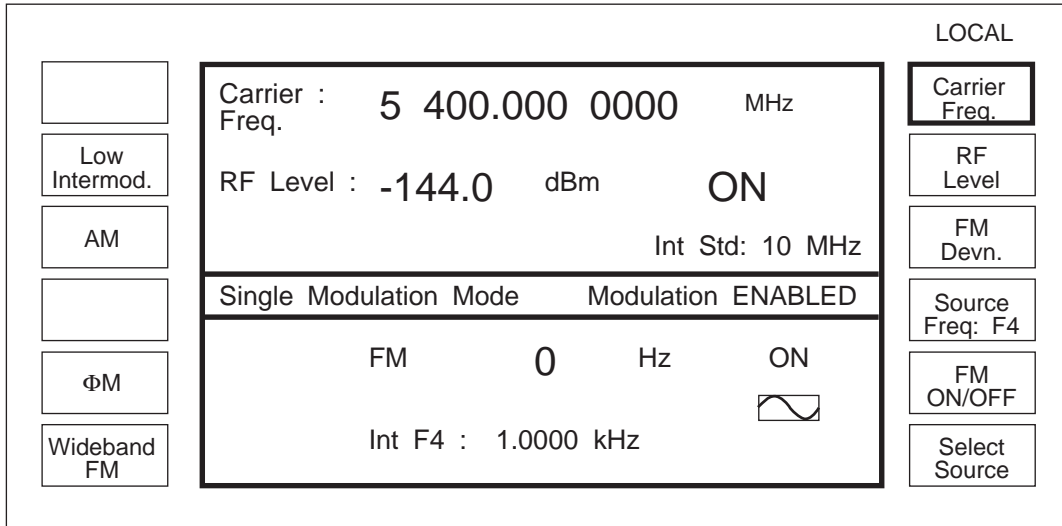 LOCAL
Low
Intermod.
AM
ΦM
Wideband
FM
Carrier :
Freq.
5 400.000 0000 MHz
RF Level : -144.0 dBm ON
Int Std: 10 MHz
Single Modulation Mode Modulation ENABLED
FM 0 Hz ON
Int F4 : 1.0000 kHz
Carrier
Freq.
RF
Level
FM
Devn.
Source
Freq: F4
FM
ON/OFF
Select
Source